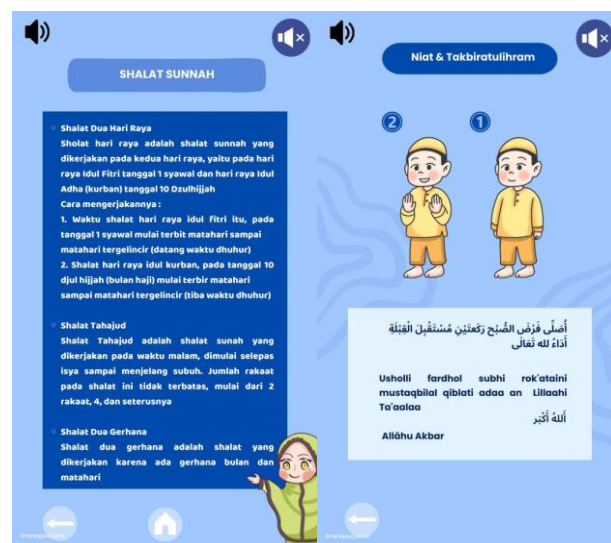 SHALAT SUNNAH
Shalat Dua Hari Raya
Sholat hari raya adalah shalat sunnah yang
dikerjakan pada kedua hari raya, yaitu pada hari
raya Idul Fitri tanggal 1 syawal dan hari raya Idul
Adha (kurban) tanggal 10 Dzulhijjah
Cara mengerjakannya :
1. Waktu shalat hari raya idul fitri itu, pada
tanggal 1 syawal mulai terbit matahari sampai
matahari tergelincir (datang waktu dhuhur)
2. Shalat hari raya idul kurban, pada tanggal 10
djul hijjah (bulan haji) mulai terbir matahari
sampai matahari tergelincir (tiba waktu dhuhur)
Shalat Tahajud
Shalat Tahajud adalah shalat sunah yang
dikerjakan pada waktu malam, dimulai selepas
isya sampai menjelang subuh. Jumlah rakaat
pada shalat ini tidak terbatas, mulai dari 2
rakaat, 4, dan seterusnya
Shalat Dua Gerhana
Shalat dua gerhana adalah shalat yang
dikerjakan karena ada gerhana bulan dan
matahari
Niat & Takbiratulihram
2 1
أُصَلِّى فَرْضَ الصُّبْحِ رَكَعتَيْنِ مُسْتَقْبِلَ الْقِبْلَةِ
أَدَاءً لله تَعَالَى
Usholli fardhol subhi rok'ataini
mustaqbilal qiblati adaa an Lillaahi
Ta'aalaa
أَللهُ أَكْبَر
Allāhu Akbar